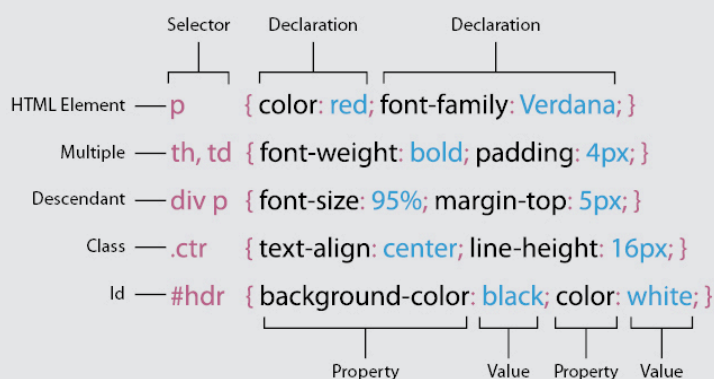 Selector Declaration Declaration
HTML Element p { color: red; font-family: Verdana; }
Multiple th, td { font-weight: bold; padding: 4px; }
Descendant div p { font-size: 95%; margin-top: 5px; }
Class .ctr { text-align: center; line-height: 16px; }
Id #hdr { background-color: black; color: white; }
Property Value Property Value